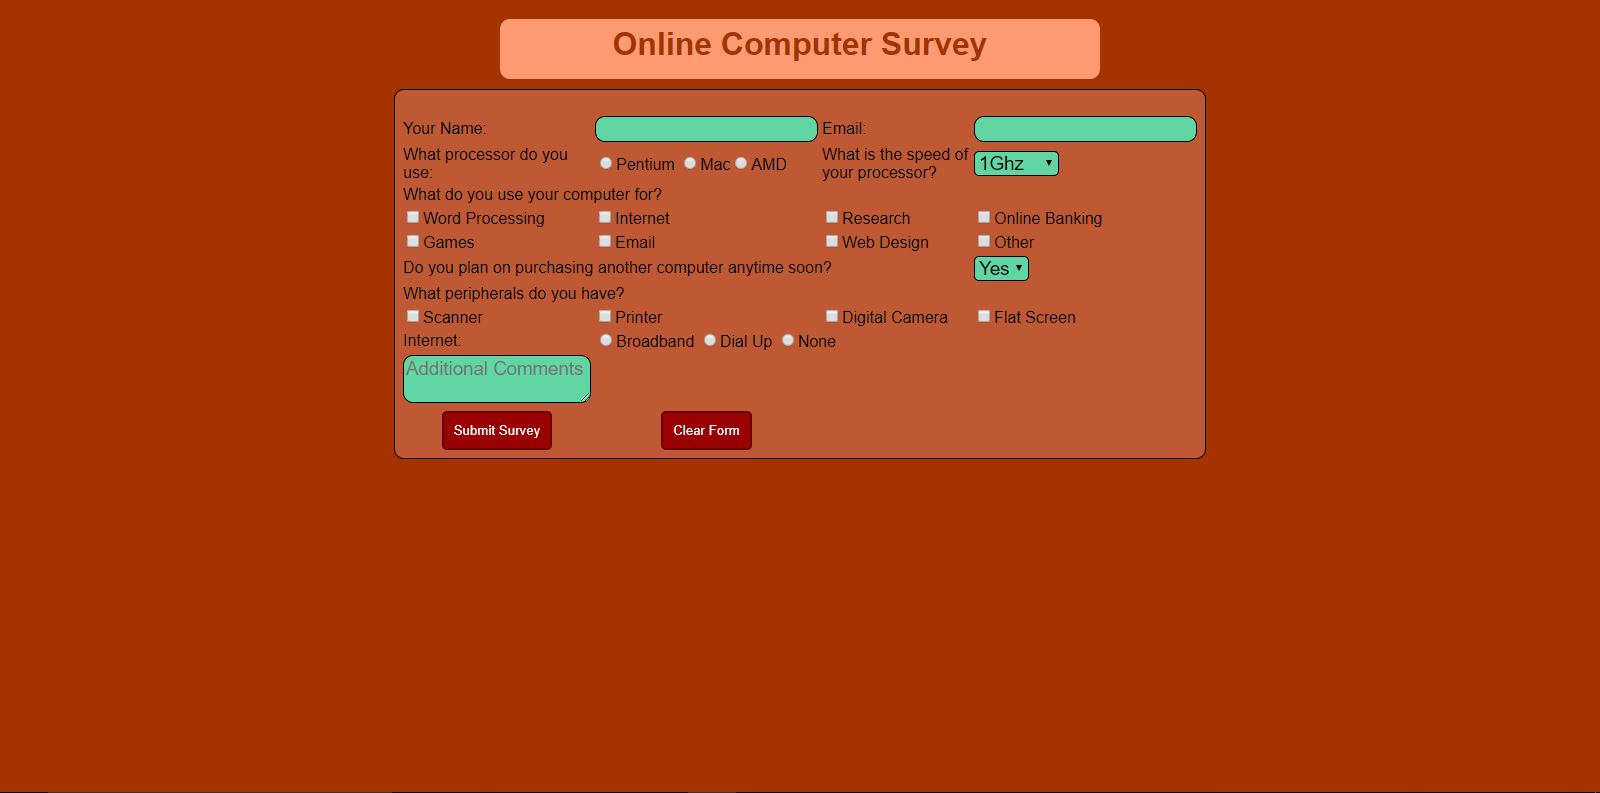 Online Computer Survey
Your Name: Email:
What processor do you use: Pentium Mac AMD What is the speed of your processor? 1Ghz
What do you use your computer for?
Word Processing Internet Research Online Banking
Games Email Web Design Other
Do you plan on purchasing another computer anytime soon? Yes
What peripherals do you have?
Scanner Printer Digital Camera Flat Screen
Internet: Broadband Dial Up None
Additional Comments
Submit Survey Clear Form